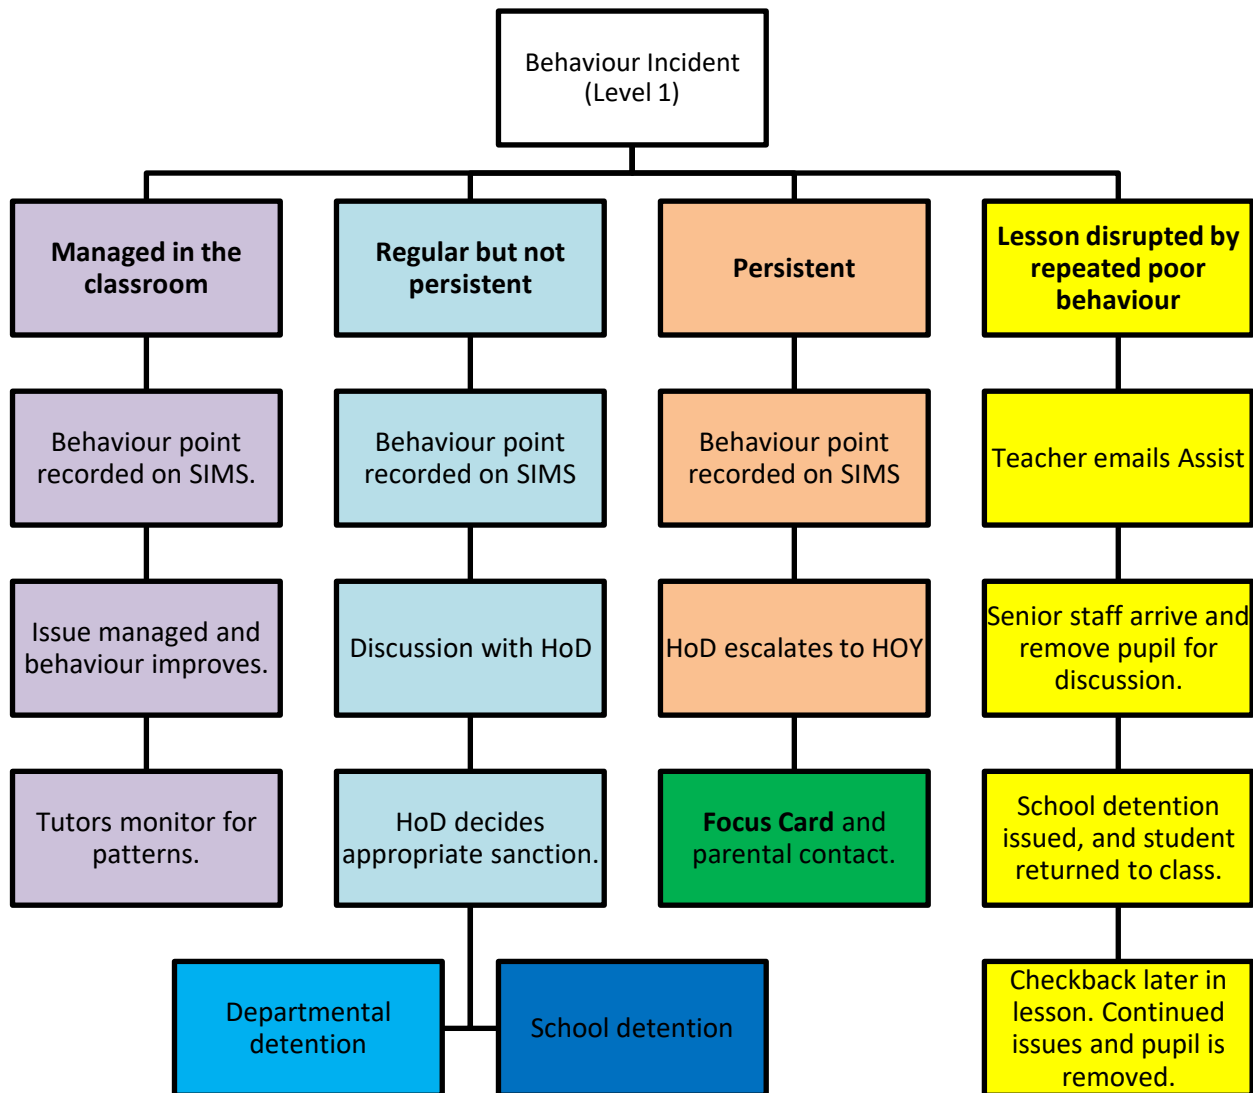 Behaviour Incident
(Level 1)
Managed in the
classroom
Regular but not
persistent
Persistent
Lesson disrupted by
repeated poor
behaviour
Behaviour point
recorded on SIMS.
Behaviour point
recorded on SIMS
Behaviour point
recorded on SIMS
Teacher emails Assist
Issue managed and
behaviour improves.
Discussion with HoD
HoD escalates to HOY
Senior staff arrive and
remove pupil for
discussion.
Tutors monitor for
patterns.
HoD decides
appropriate sanction.
Focus Card and
parental contact.
School detention
issued, and student
returned to class.
Departmental
detention
School detention
Checkback later in
lesson. Continued
issues and pupil is
removed.